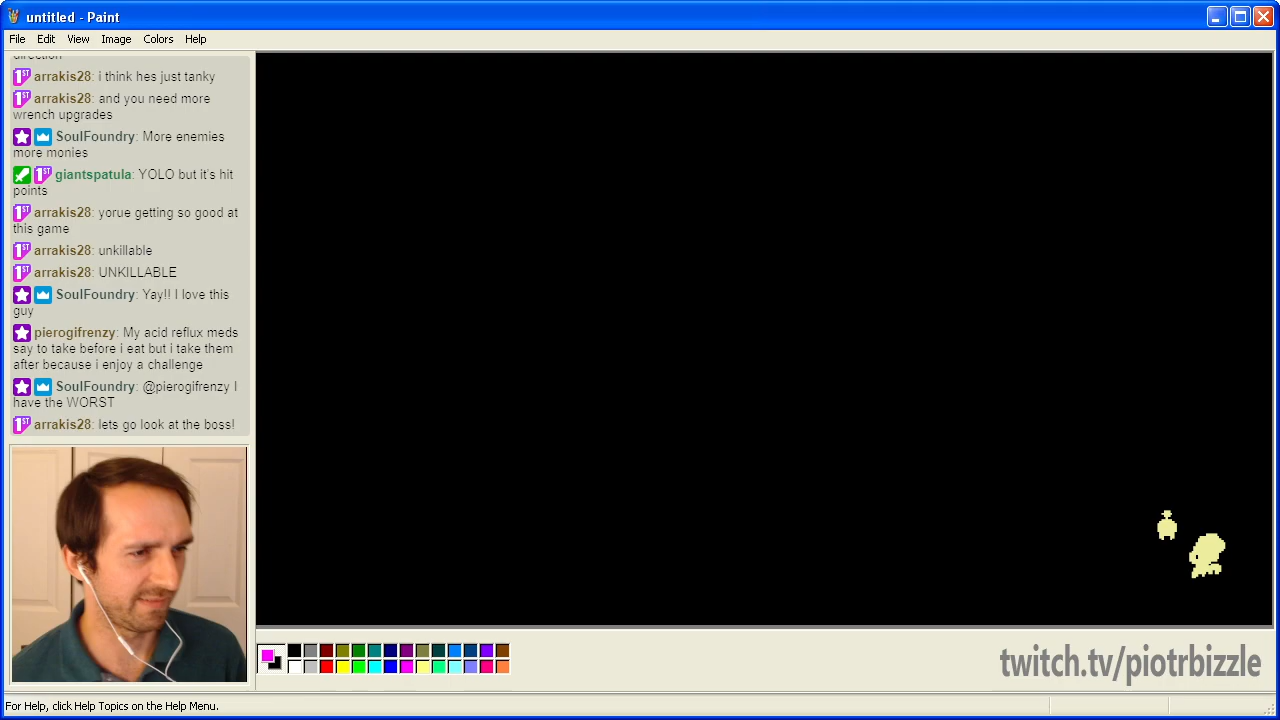 untitled - Paint
File Edit View Image Colors Help
direction
arrakis28: i think hes just tanky
arrakis28: and you need more
wrench upgrades
SoulFoundry: More enemies
more monies
giantspatula: YOLO but it's hit
points
arrakis28: yorue getting so good at
this game
arrakis28: unkillable
arrakis28: UNKILLABLE
SoulFoundry: Yay!! I love this
guy
pierogifrenzy: My acid reflux meds
say to take before i eat but i take them
after because i enjoy a challenge
SoulFoundry: @pierogifrenzy I
have the WORST
arrakis28: lets go look at the boss!
twitch.tv/piotrbizzle
For Help, click Help Topics on the Help Menu.